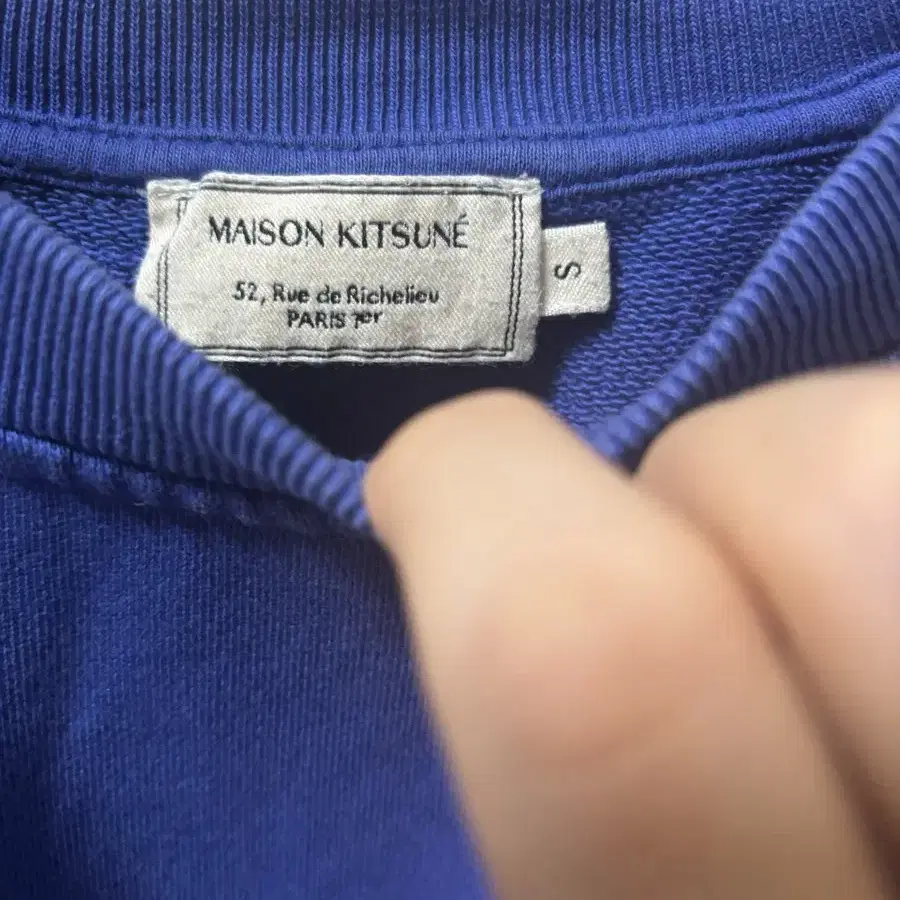 MAISON KITSUNÉ
52, Rue de Richelieu
PARIS 1er
S